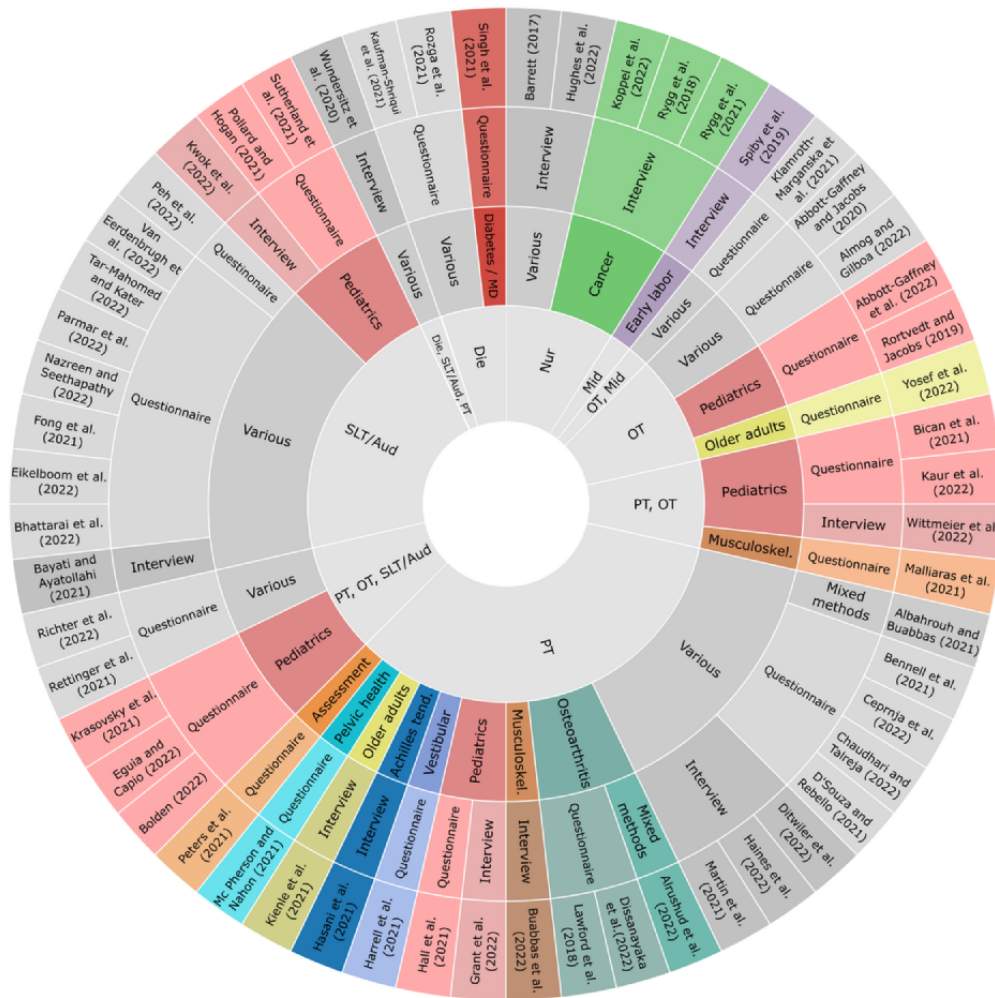 Nur
Various
Interview
Barrett (2017)
Hughes et al.
(2022)
Cancer
Interview
Koppel et al.
(2022)
Rygg et al.
(2018)
Rygg et al.
(2021)
Mid
Early labor
Interview
Spiby et al.
(2019)
OT, Mid
Various
Questionnaire
Klamroth-
Marganska et
al. (2021)
OT
Various
Questionnaire
Abbott-Gaffney
and Jacobs
(2020)
Almog and
Gilboa (2022)
Pediatrics
Questionnaire
Abbott-Gaffney
et al. (2022)
Rortvedt and
Jacobs (2019)
Older adults
Questionnaire
Yosef et al.
(2022)
PT, OT
Pediatrics
Questionnaire
Bican et al.
(2021)
Kaur et al.
(2022)
Interview
Wittmeier et al.
(2022)
PT
Musculoskel.
Questionnaire
Malliaras et al.
(2021)
Various
Mixed
methods
Albahrouh and
Buabbas (2021)
Questionnaire
Bennell et al.
(2021)
Ceprnja et al.
(2022)
Chaudhari and
Talreja (2022)
D'Souza and
Rebello (2021)
Interview
Ditwiler et al.
(2022)
Haines et al.
(2022)
Martin et al.
(2021)
Osteoarthritis
Mixed
methods
Alrushud et al.
(2022)
Questionnaire
Dissanayaka
et al.(2022)
Lawford et al.
(2018)
Musculoskel.
Interview
Buabbas et al.
(2022)
Pediatrics
Interview
Grant et al.
(2022)
Questionnaire
Hall et al.
(2021)
Vestibular
Questionnaire
Harrell et al.
(2021)
Achilles tend.
Interview
Hasani et al.
(2021)
Older adults
Interview
Kienle et al.
(2021)
Pelvic health
Questionnaire
Mc Pherson and
Nahon (2021)
Assessment
Questionnaire
Peters et al.
(2021)
PT, OT, SLT/Aud
Pediatrics
Questionnaire
Bolden (2022)
Eguia and
Capio (2022)
Krasovsky et al.
(2021)
Various
Questionnaire
Rettinger et al.
(2021)
Richter et al.
(2022)
SLT/Aud
Various
Interview
Bayati and
Ayatollahi
(2021)
Questionnaire
Bhattarai et al.
(2022)
Eikelboom et al.
(2022)
Fong et al.
(2021)
Nazreen and
Seethapathy
(2022)
Parmar et al.
(2022)
Tar-Mahomed
and Kater
(2022)
Van
Eerdenbrugh et
al. (2022)
Peh et al.
(2022)
Questinonaire
Pediatrics
Interview
Kwok et al.
(2022)
Questionnaire
Pollard and
Hogan (2021)
Sutherland et
al. (2021)
Die, SLT/Aud, PT
Various
Interview
Wundersitz et
al. (2020)
Die
Various
Questionnaire
Kaufman-Shriqui
et al. (2021)
Rozga et al.
(2021)
Diabetes / MD
Questionnaire
Singh et al.
(2021)